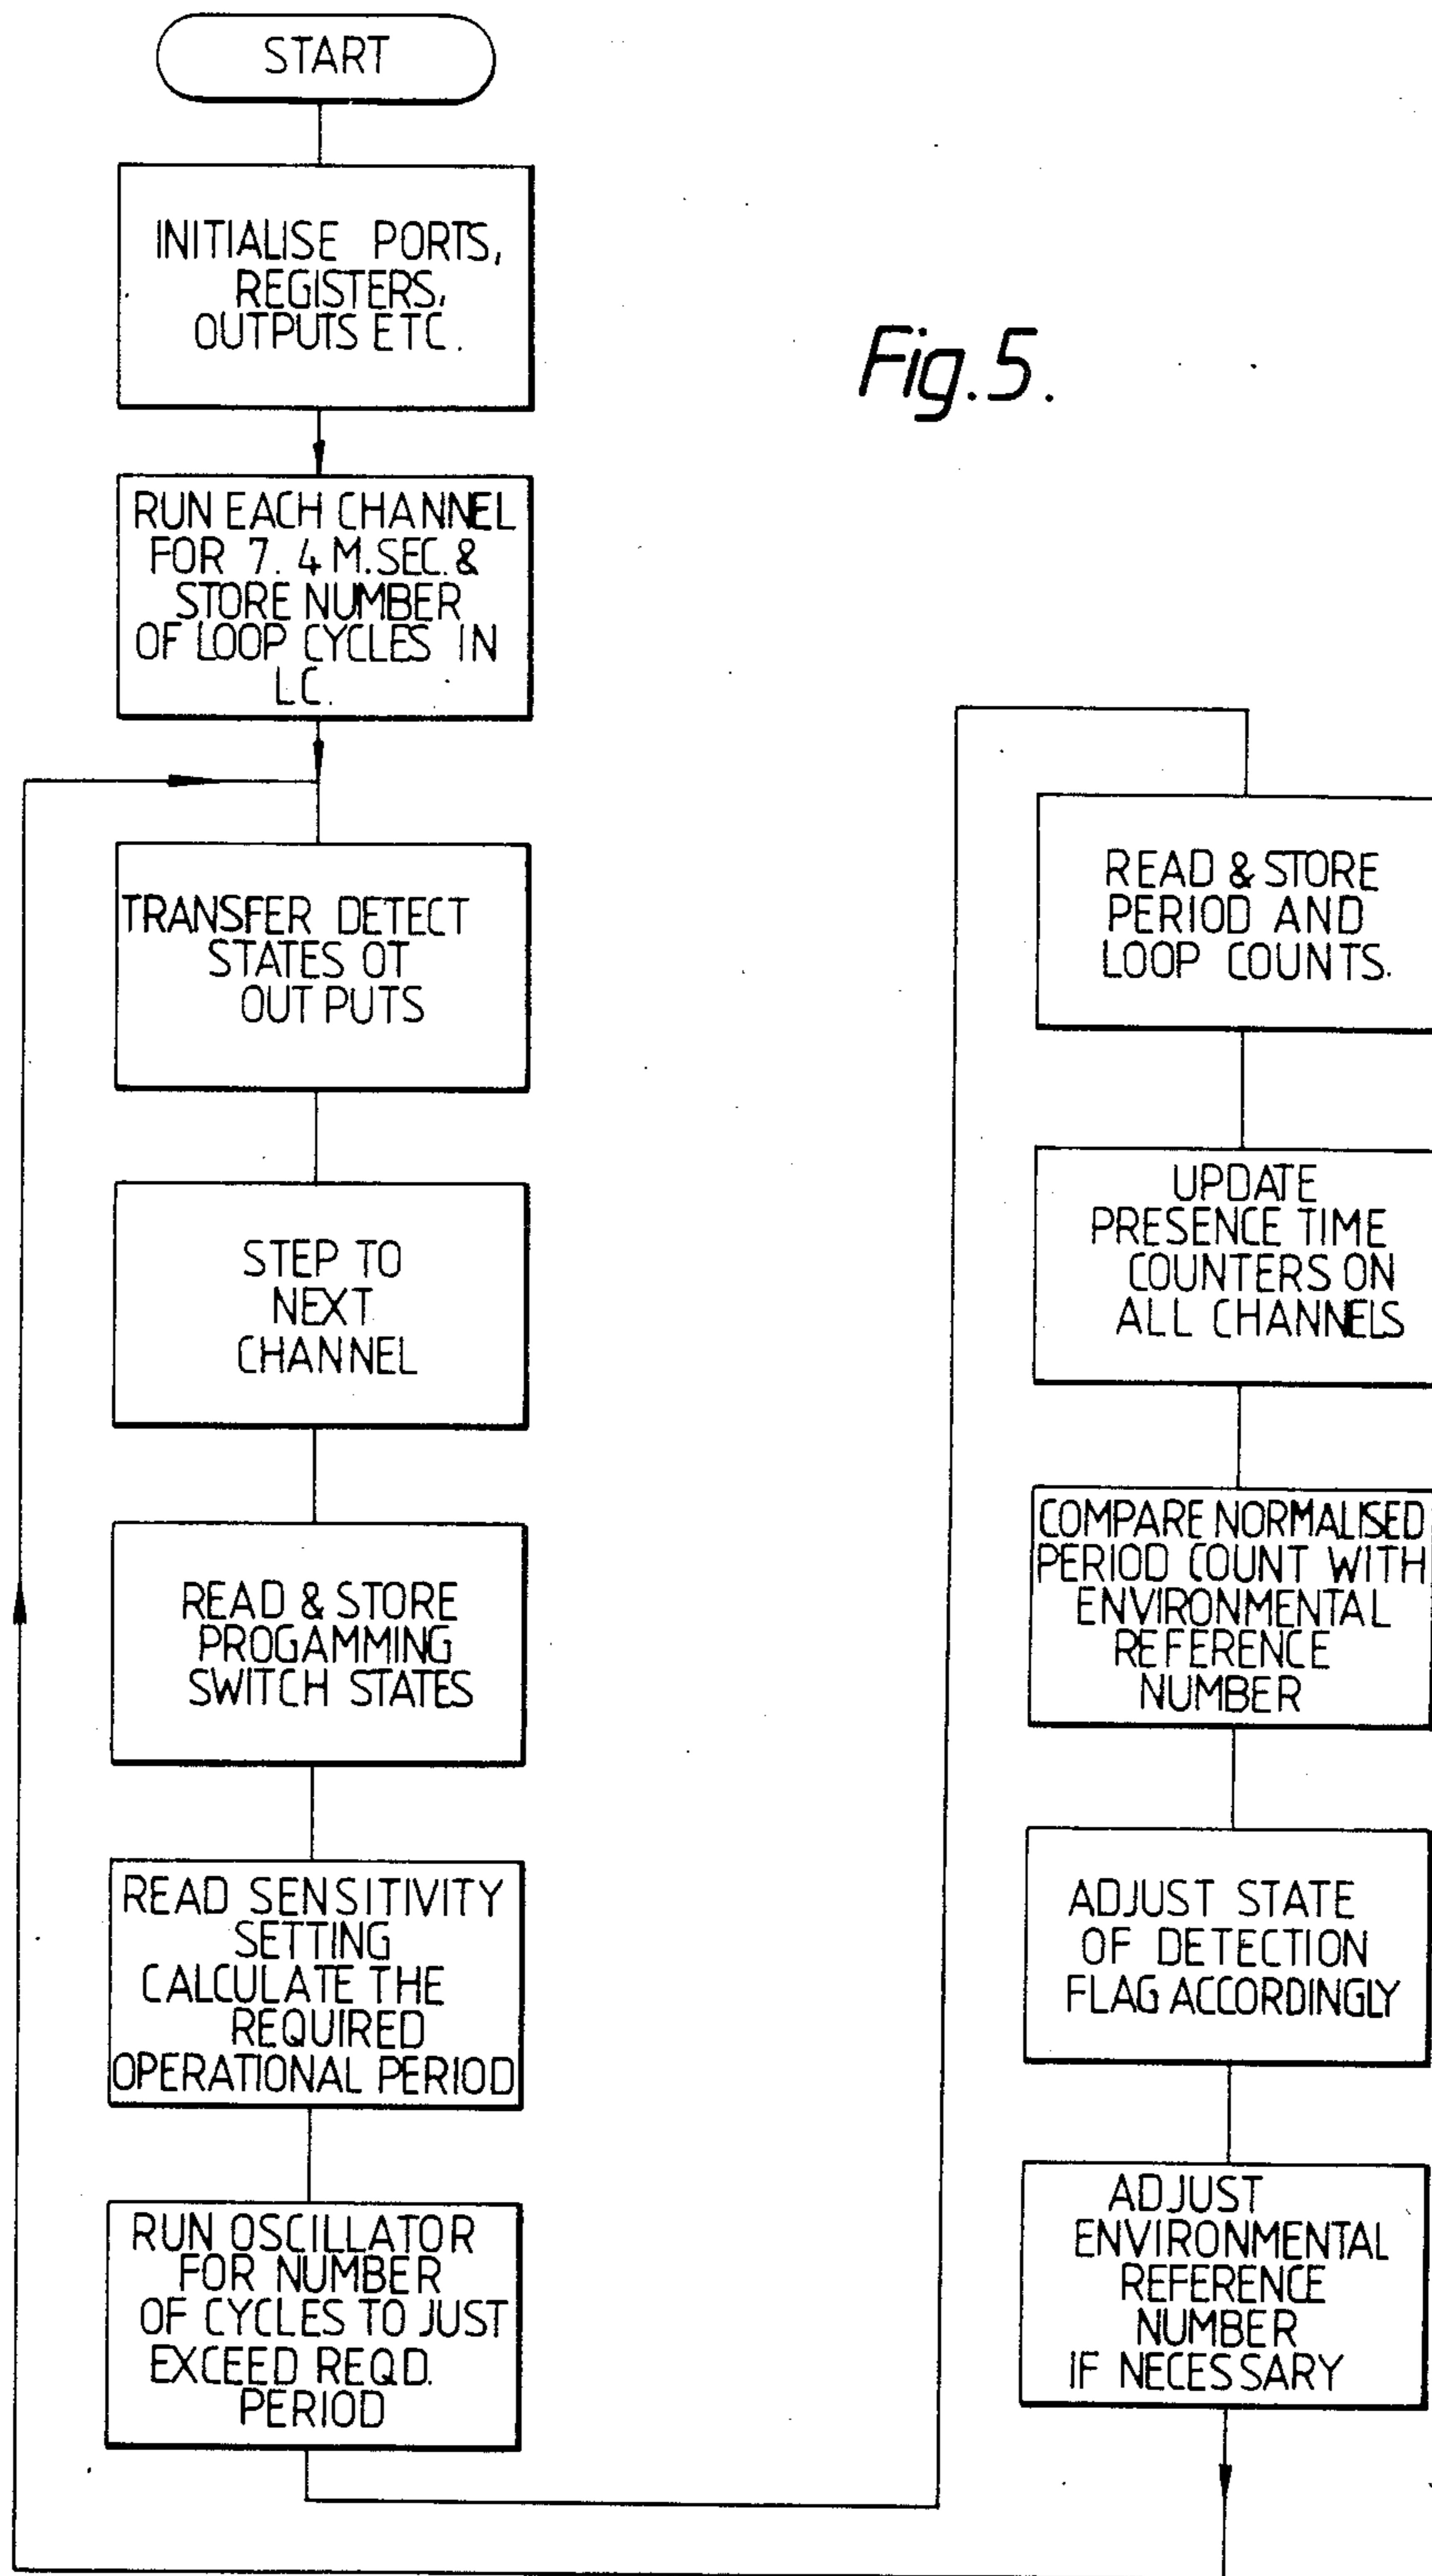 START
INITIALISE PORTS,
REGISTERS,
OUTPUTS ETC.
Fig.5.
RUN EACH CHANNEL
FOR 7.4 M.SEC.&
STORE NUMBER
OF LOOP CYCLES IN
LC.
TRANSFER DETECT
STATES OT
OUTPUTS
STEP TO
NEXT
CHANNEL
READ & STORE
PROGAMMING
SWITCH STATES
READ SENSITIVITY
SETTING
CALCULATE THE
REQUIRED
OPERATIONAL PERIOD
RUN OSCILLATOR
FOR NUMBER
OF CYCLES TO JUST
EXCEED REQD.
PERIOD
READ & STORE
PERIOD AND
LOOP COUNTS.
UPDATE
PRESENCE TIME
COUNTERS ON
ALL CHANNELS
COMPARE NORMALISED
PERIOD COUNT WITH
ENVIRONMENTAL
REFERENCE
NUMBER
ADJUST STATE
OF DETECTION
FLAG ACCORDINGLY
ADJUST
ENVIRONMENTAL
REFERENCE
NUMBER
IF NECESSARY